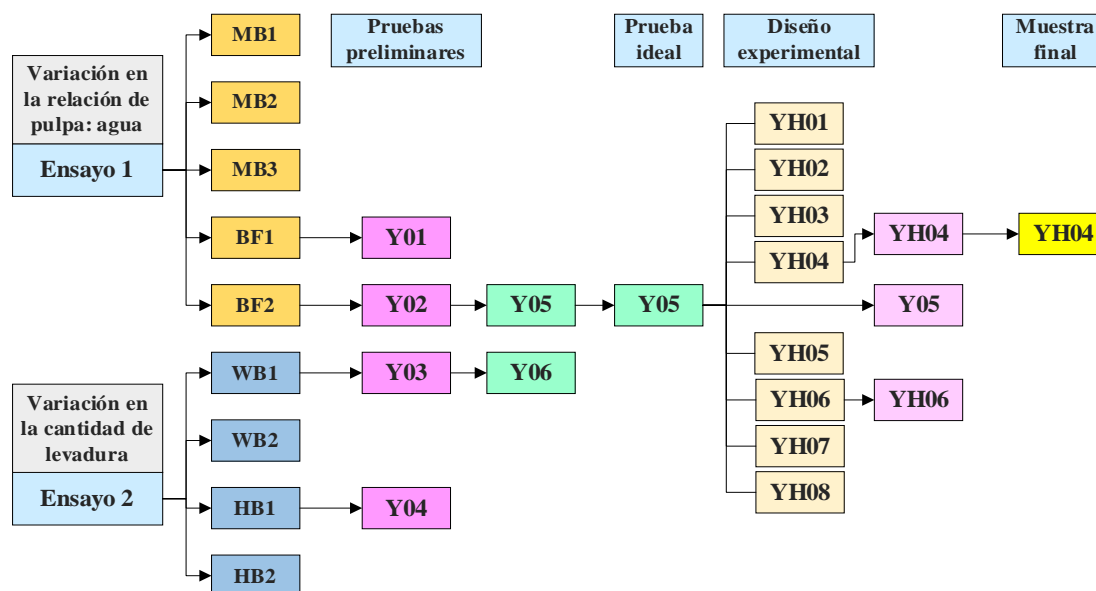 MB1
Pruebas
preliminares
Prueba
ideal
Diseño
experimental
Muestra
final
Variación en
la relación de
pulpa: agua
Ensayo 1
MB2
MB3
YH01
YH02
YH03
BF1
Y01
YH04
YH04
YH04
BF2
Y02
Y05
Y05
Y05
WB1
Y03
Y06
YH05
Variación en
la cantidad de
levadura
Ensayo 2
YH06
YH06
WB2
YH07
HB1
Y04
YH08
HB2